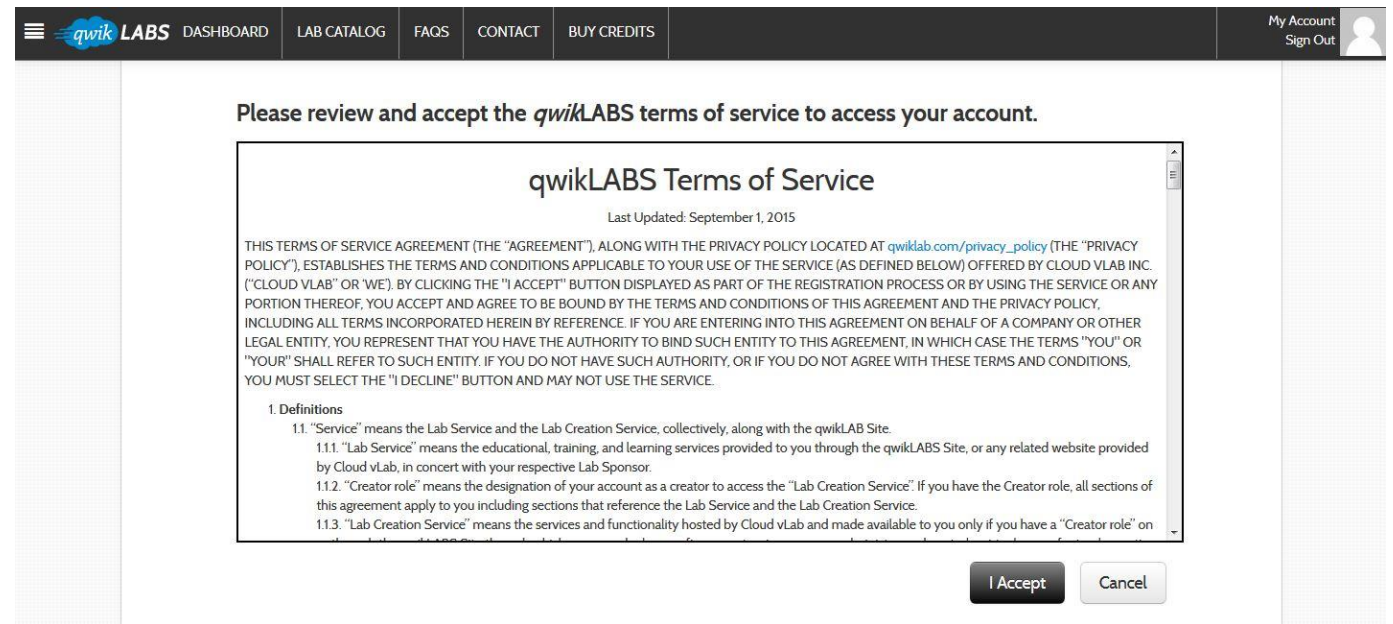 qwik LABS DASHBOARD LAB CATALOG FAQS CONTACT BUY CREDITS My Account
Sign Out
Please review and accept the qwikLABS terms of service to access your account.
qwikLABS Terms of Service
Last Updated: September 1, 2015
THIS TERMS OF SERVICE AGREEMENT (THE “AGREEMENT”), ALONG WITH THE PRIVACY POLICY LOCATED AT qwiklab.com/privacy_policy (THE “PRIVACY
POLICY”), ESTABLISHES THE TERMS AND CONDITIONS APPLICABLE TO YOUR USE OF THE SERVICE (AS DEFINED BELOW) OFFERED BY CLOUD VLAB INC.
(“CLOUD VLAB” OR ‘WE’). BY CLICKING THE "I ACCEPT" BUTTON DISPLAYED AS PART OF THE REGISTRATION PROCESS OR BY USING THE SERVICE OR ANY
PORTION THEREOF, YOU ACCEPT AND AGREE TO BE BOUND BY THE TERMS AND CONDITIONS OF THIS AGREEMENT AND THE PRIVACY POLICY,
INCLUDING ALL TERMS INCORPORATED HEREIN BY REFERENCE. IF YOU ARE ENTERING INTO THIS AGREEMENT ON BEHALF OF A COMPANY OR OTHER
LEGAL ENTITY, YOU REPRESENT THAT YOU HAVE THE AUTHORITY TO BIND SUCH ENTITY TO THIS AGREEMENT, IN WHICH CASE THE TERMS "YOU" OR
"YOUR" SHALL REFER TO SUCH ENTITY. IF YOU DO NOT HAVE SUCH AUTHORITY, OR IF YOU DO NOT AGREE WITH THESE TERMS AND CONDITIONS,
YOU MUST SELECT THE "I DECLINE" BUTTON AND MAY NOT USE THE SERVICE.
1. Definitions
1.1. “Service” means the Lab Service and the Lab Creation Service, collectively, along with the qwikLAB Site.
1.1.1. “Lab Service” means the educational, training, and learning services provided to you through the qwikLABS Site, or any related website provided
by Cloud vLab, in concert with your respective Lab Sponsor.
1.1.2. “Creator role” means the designation of your account as a creator to access the “Lab Creation Service”. If you have the Creator role, all sections of
this agreement apply to you including sections that reference the Lab Service and the Lab Creation Service.
1.1.3. “Lab Creation Service” means the services and functionality hosted by Cloud vLab and made available to you only if you have a “Creator role” on
I Accept Cancel